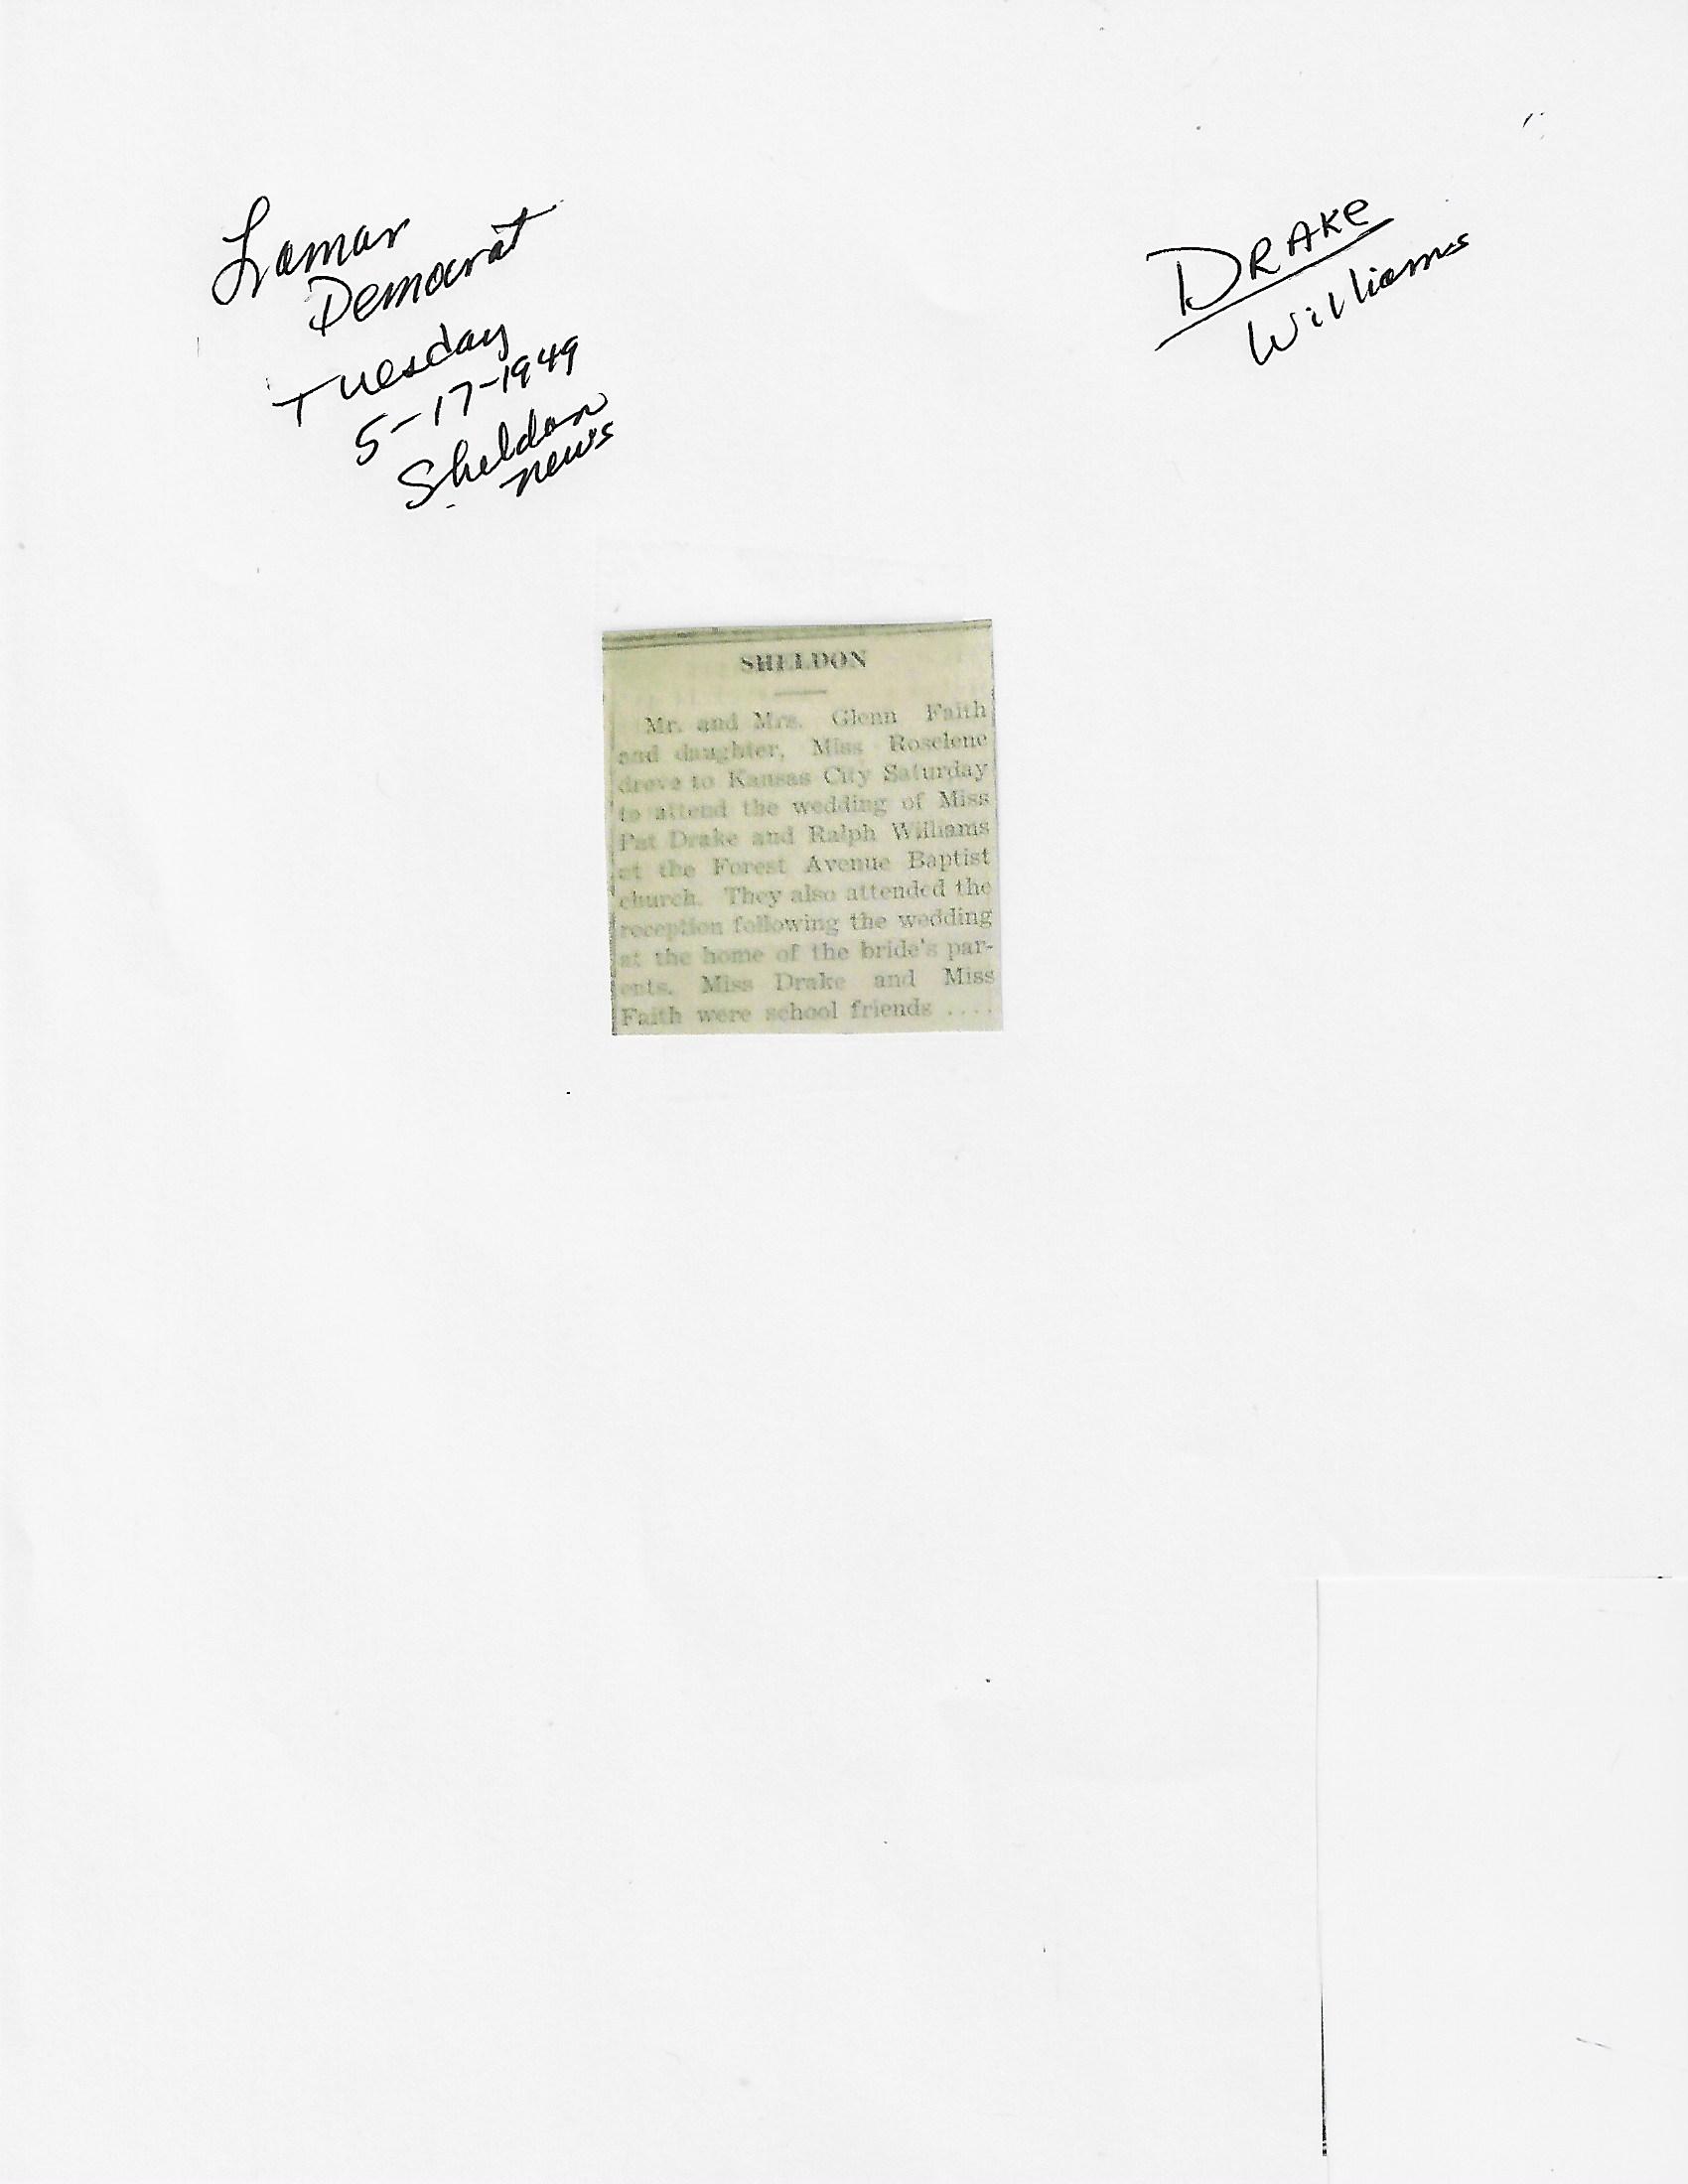 Lamar
Democrat
Tuesday
5-17-1949
Sheldon
news
DRAKe
Williams
SHELDON
Mr. and Mrs. Glenn Faith
and daughter, Miss Roselene
drove to Kansas City Saturday
to attend the wedding of Miss
Pat Drake and Ralph Williams
at the Forest Avenue Baptist
church. They also attended the
reception following the wedding
at the home of the bride's par-
ents. Miss Drake and Miss
Faith were school friends ....